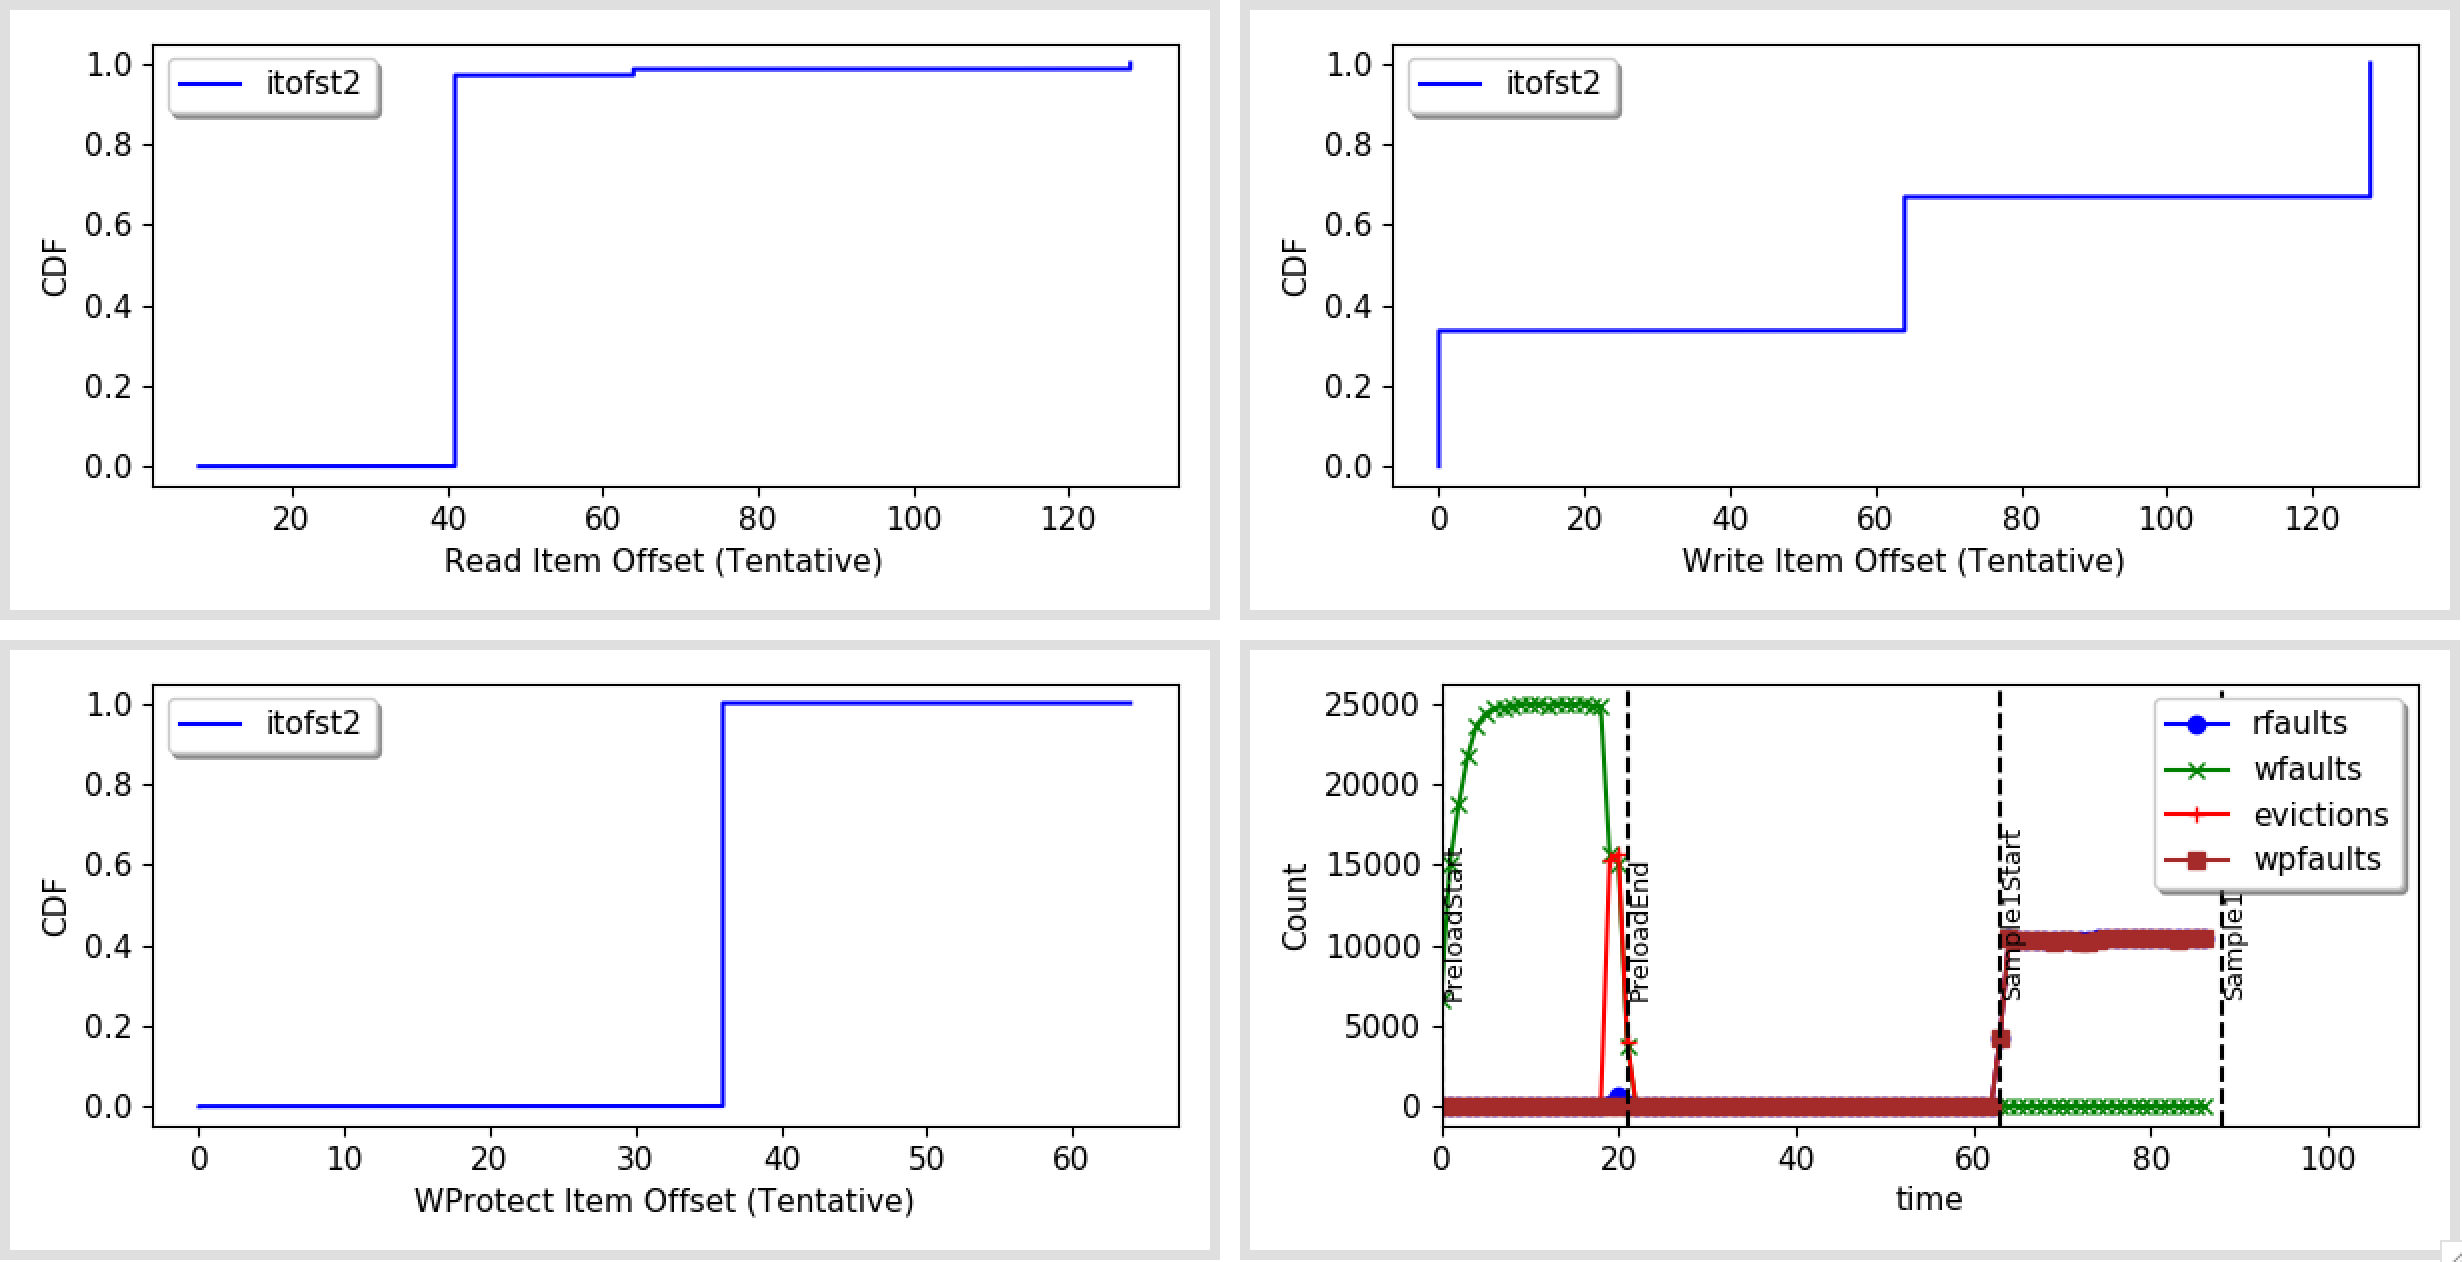 1.0
0.8
0.6
0.4
0.2
0.0
CDF
itofst2
20 40 60 80 100 120
Read Item Offset (Tentative)
1.0
0.8
0.6
0.4
0.2
0.0
CDF
itofst2
0 20 40 60 80 100 120
Write Item Offset (Tentative)
1.0
0.8
0.6
0.4
0.2
0.0
CDF
itofst2
0 10 20 30 40 50 60
WProtect Item Offset (Tentative)
25000
20000
15000
10000
5000
0
Count
PreloadStart
PreloadEnd
Sample1Start
Sample1
rfaults
wfaults
evictions
wpfaults
0 20 40 60 80 100
time